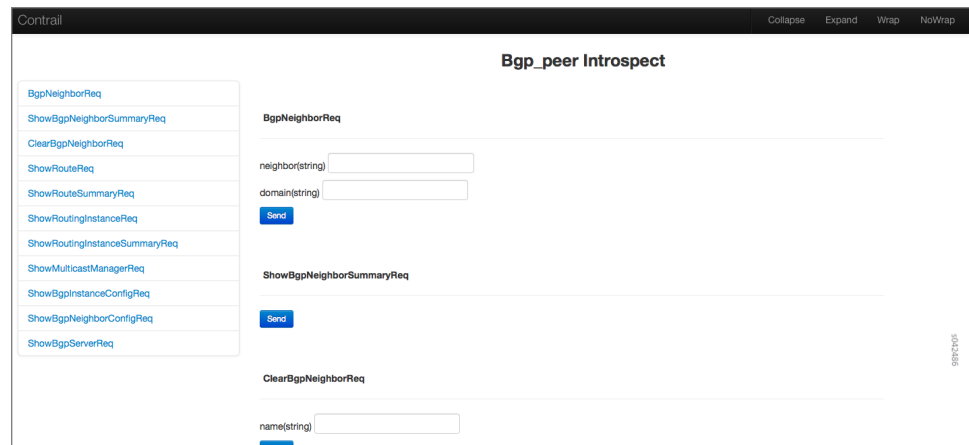 Contrail
Collapse Expand Wrap NoWrap
Bgp_peer Introspect
BgpNeighborReq
ShowBgpNeighborSummaryReq
ClearBgpNeighborReq
ShowRouteReq
ShowRouteSummaryReq
ShowRoutingInstanceReq
ShowRoutingInstanceSummaryReq
ShowMulticastManagerReq
ShowBgpInstanceConfigReq
ShowBgpNeighborConfigReq
ShowBgpServerReq
BgpNeighborReq
neighbor(string)
domain(string)
Send
ShowBgpNeighborSummaryReq
Send
ClearBgpNeighborReq
name(string)
s042486